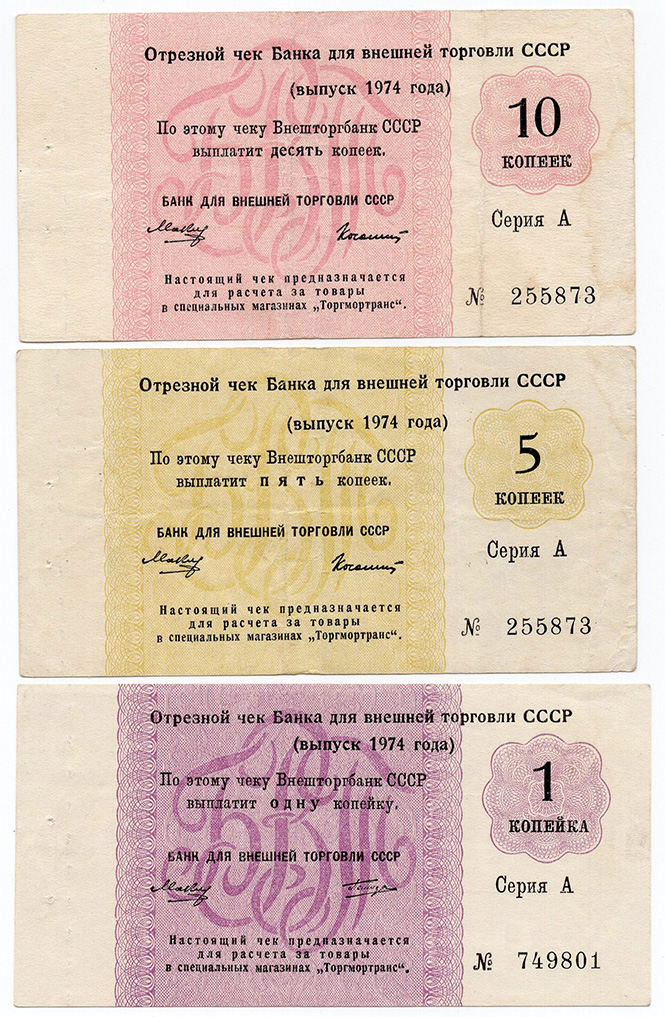 Отрезной чек Банка для внешней торговли СССР
(выпуск 1974 года)
По этому чеку Внешторгбанк СССР
выплатит десять копеек.
БАНК ДЛЯ ВНЕШНЕЙ ТОРГОВЛИ СССР
Настоящий чек предназначается
для расчета за товары
в специальных магазинах „Торгмортранс“.
10
КОПЕЕК
Серия А
№ 255873
Отрезной чек Банка для внешней торговли СССР
(выпуск 1974 года)
По этому чеку Внешторгбанк СССР
выплатит пять копеек.
БАНК ДЛЯ ВНЕШНЕЙ ТОРГОВЛИ СССР
Настоящий чек предназначается
для расчета за товары
в специальных магазинах „Торгмортранс“.
5
КОПЕЕК
Серия А
№ 255873
Отрезной чек Банка для внешней торговли СССР
(выпуск 1974 года)
По этому чеку Внешторгбанк СССР
выплатит одну копейку.
БАНК ДЛЯ ВНЕШНЕЙ ТОРГОВЛИ СССР
Настоящий чек предназначается
для расчета за товары
в специальных магазинах „Торгмортранс“.
1
КОПЕЙКА
Серия А
№ 749801